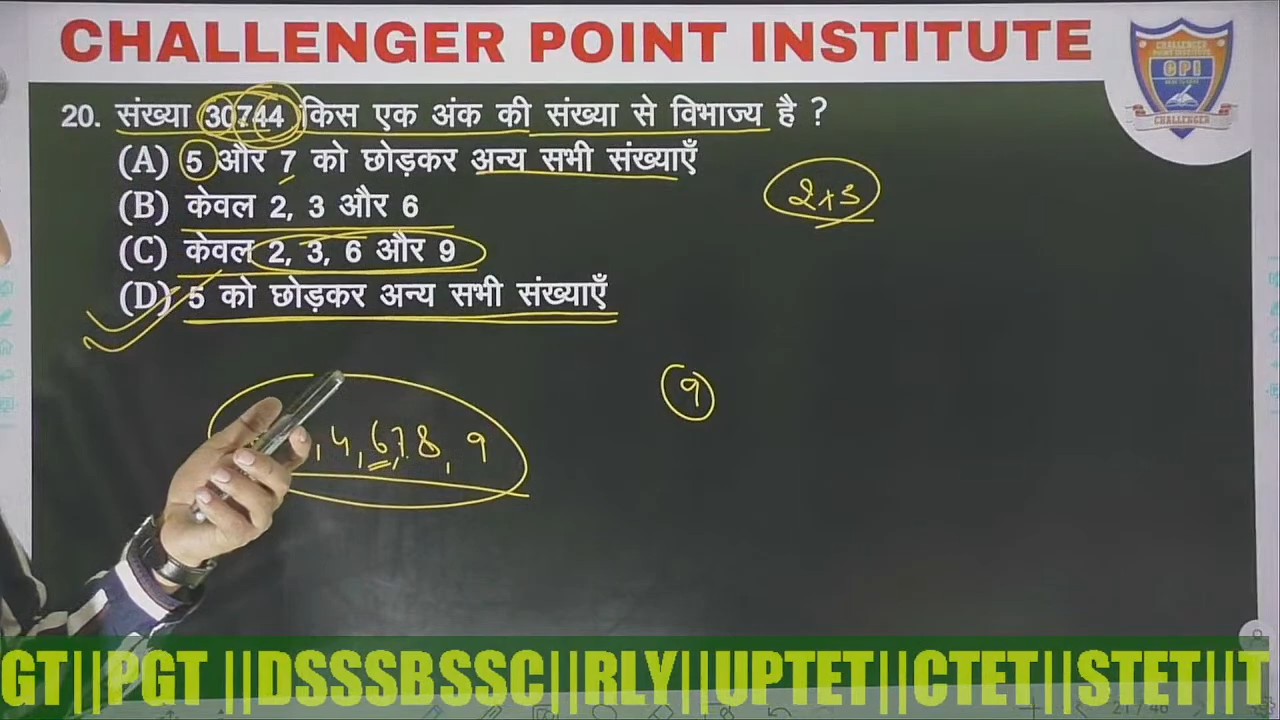 CHALLENGER POINT INSTITUTE
CHALLENGER
POINT INSTITUTE
CPI
CHALLENGER
20. संख्या 30744 किस एक अंक की संख्या से विभाज्य है ?
(A) 5 और 7 को छोड़कर अन्य सभी संख्याएँ
(B) केवल 2, 3 और 6
(C) केवल 2, 3, 6 और 9
(D) 5 को छोड़कर अन्य सभी संख्याएँ
2×3
9
, 4, 6, 7, 8, 9
GT||PGT ||DSSSBSSC||RLY||UPTET||CTET||STET||T
21 / 46